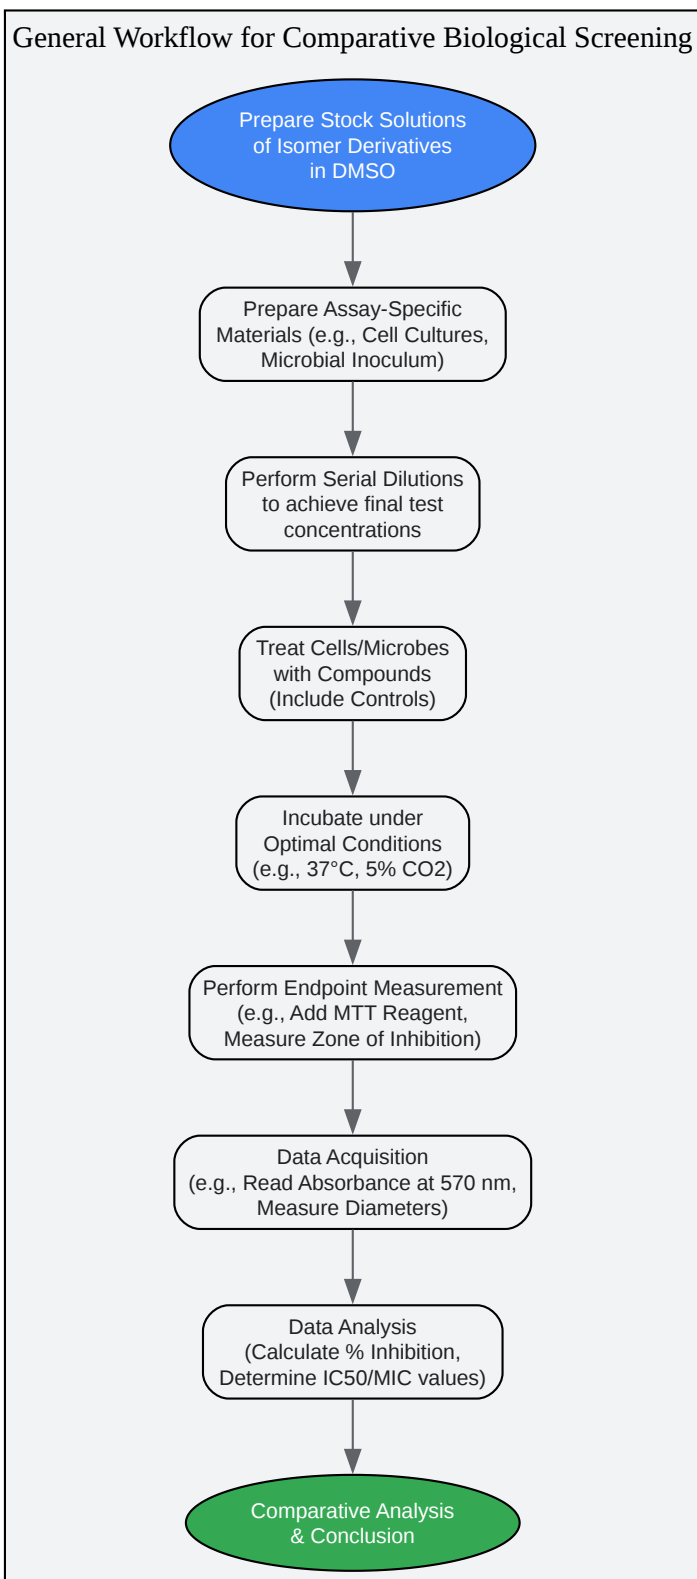 General Workflow for Comparative Biological Screening
Prepare Stock Solutions
of Isomer Derivatives
in DMSO
Prepare Assay-Specific
Materials (e.g., Cell Cultures,
Microbial Inoculum)
Perform Serial Dilutions
to achieve final test
concentrations
Treat Cells/Microbes
with Compounds
(Include Controls)
Incubate under
Optimal Conditions
(e.g., 37°C, 5% CO2)
Perform Endpoint Measurement
(e.g., Add MTT Reagent,
Measure Zone of Inhibition)
Data Acquisition
(e.g., Read Absorbance at 570 nm,
Measure Diameters)
Data Analysis
(Calculate % Inhibition,
Determine IC50/MIC values)
Comparative Analysis
& Conclusion